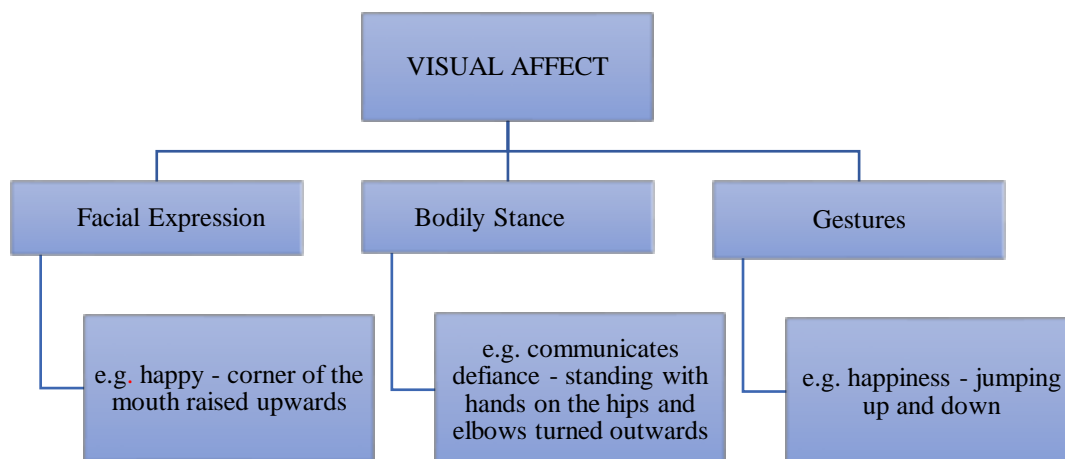 VISUAL AFFECT
Facial Expression
Bodily Stance
Gestures
e.g. happy - corner of the
mouth raised upwards
e.g. communicates
defiance - standing with
hands on the hips and
elbows turned outwards
e.g. happiness - jumping
up and down